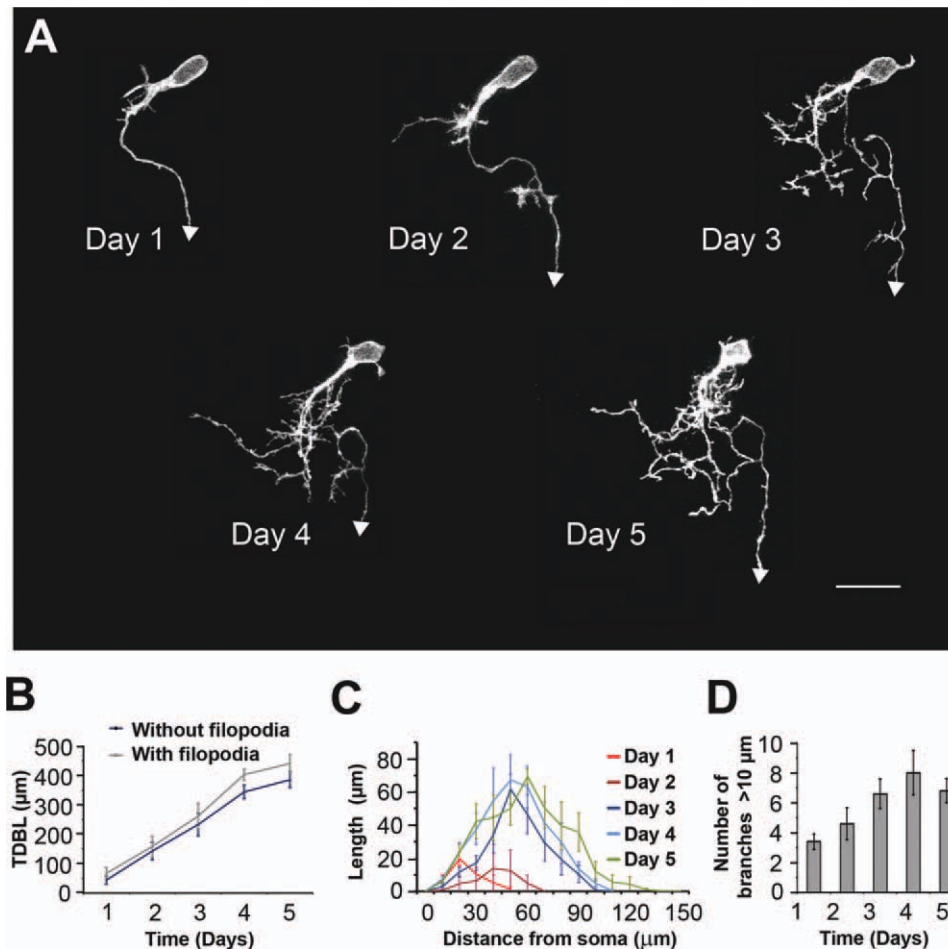 A
Day 1
Day 2
Day 3
Day 4
Day 5
B
Without filopodia
With filopodia
500
400
300
200
100
0
TDBL (µm)
1 2 3 4 5
Time (Days)
C
Day 1
Day 2
Day 3
Day 4
Day 5
80
60
40
20
0
Length (µm)
0 30 60 90 120 150
Distance from soma (µm)
D
10
8
6
4
2
0
Number of
branches >10 µm
1 2 3 4 5
Time (Days)